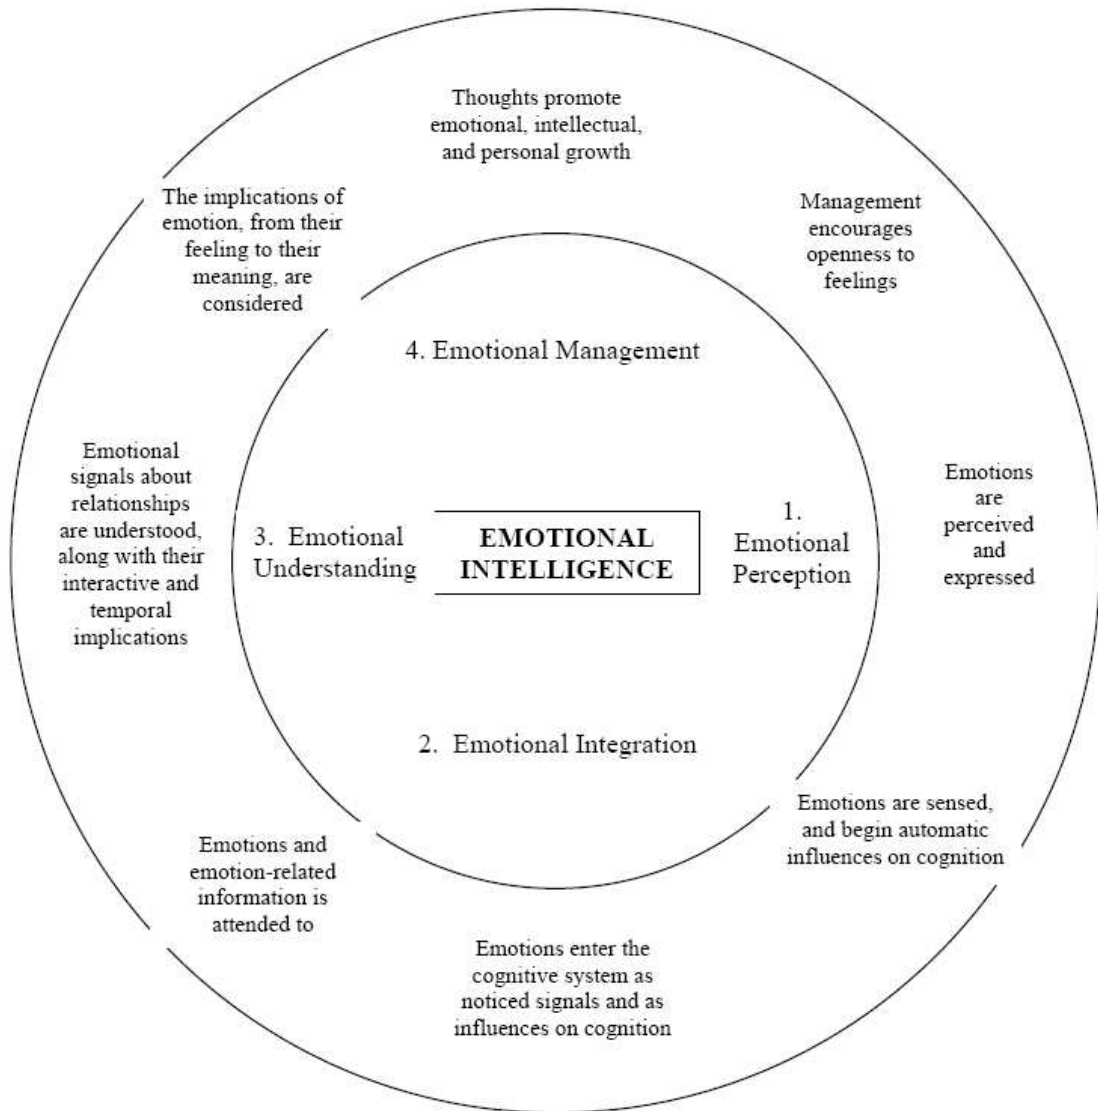 Thoughts promote
emotional, intellectual,
and personal growth
The implications of
emotion, from their
feeling to their
meaning, are
considered
Management
encourages
openness to
feelings
4. Emotional Management
Emotional
signals about
relationships
are understood,
along with their
interactive and
temporal
implications
3. Emotional
Understanding
EMOTIONAL
INTELLIGENCE
1.
Emotional
Perception
Emotions
are
perceived
and
expressed
2. Emotional Integration
Emotions are sensed,
and begin automatic
influences on cognition
Emotions and
emotion-related
information is
attended to
Emotions enter the
cognitive system as
noticed signals and as
influences on cognition